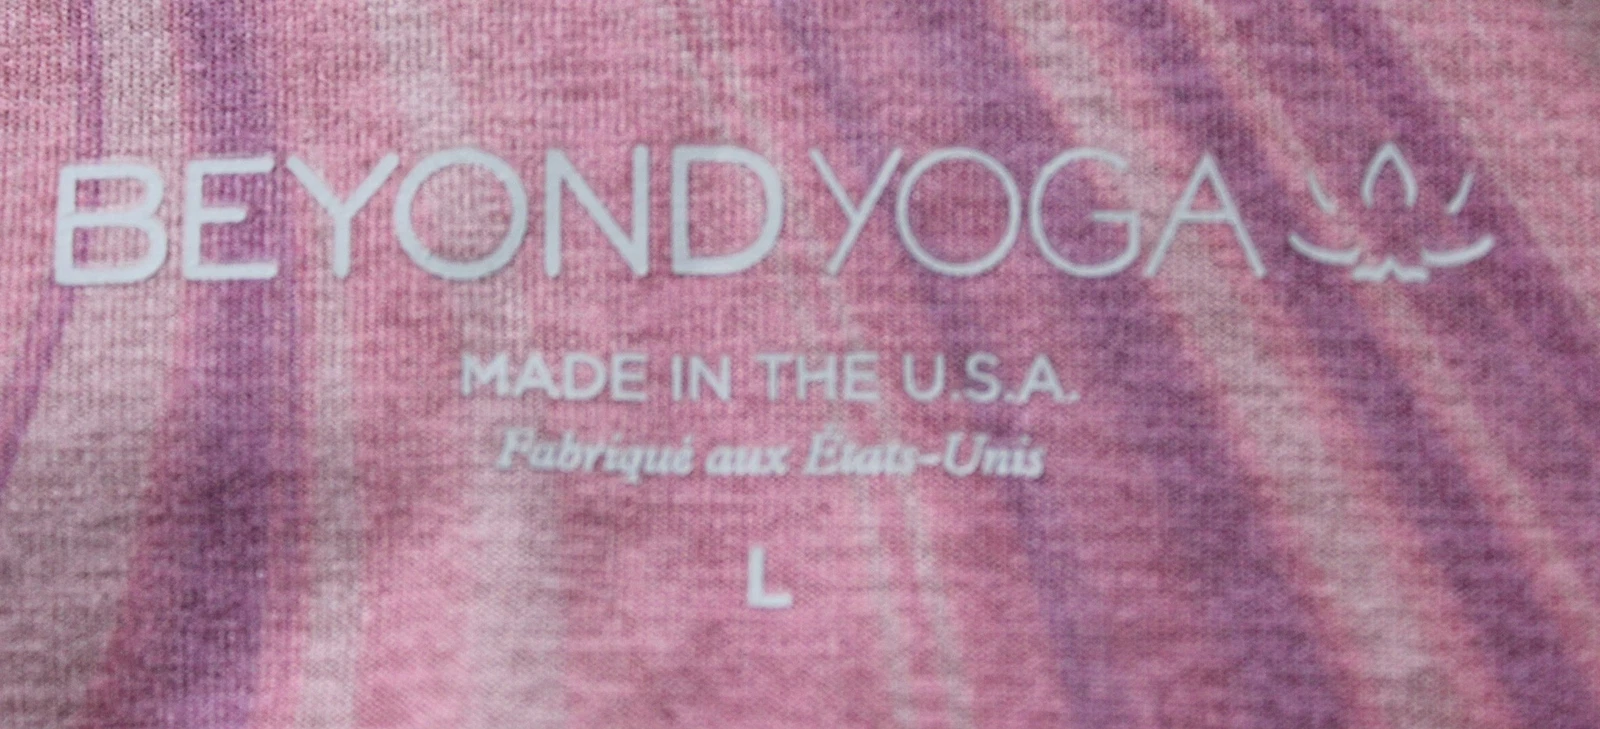 BEYOND YOGA
MADE IN THE U.S.A.
Fabriqué aux États-Unis
L